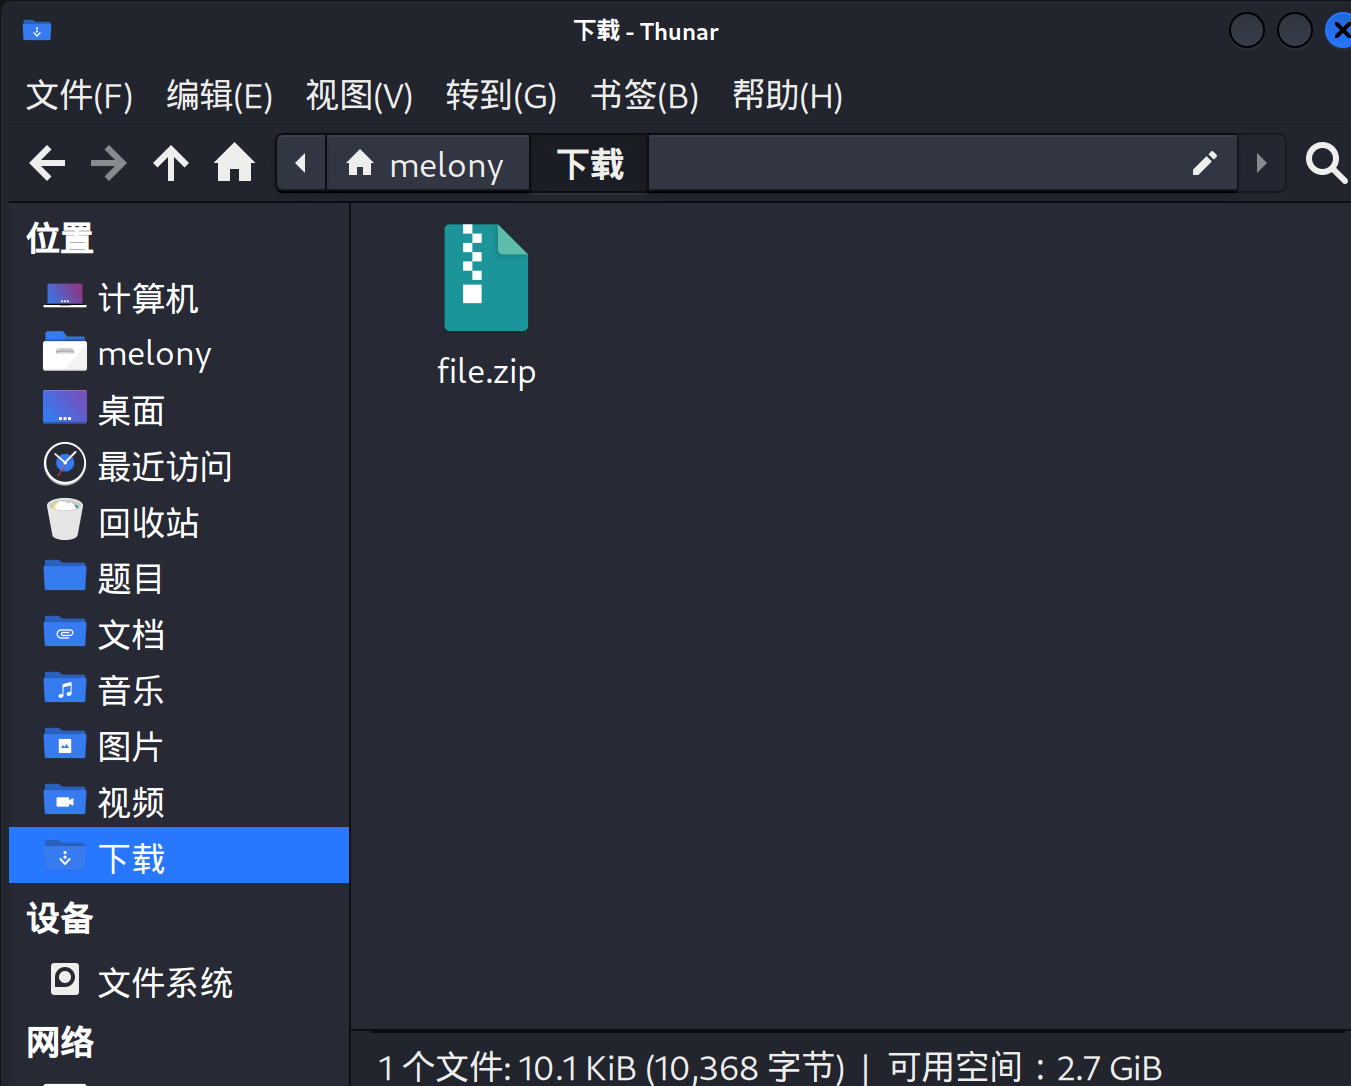 下载 - Thunar
文件(F) 编辑(E) 视图(V) 转到(G) 书签(B) 帮助(H)
melony 下载
位置
计算机
melony
桌面
最近访问
回收站
题目
文档
音乐
图片
视频
下载
设备
文件系统
网络
file.zip
1 个文件: 10.1 KiB (10,368 字节) | 可用空间：2.7 GiB